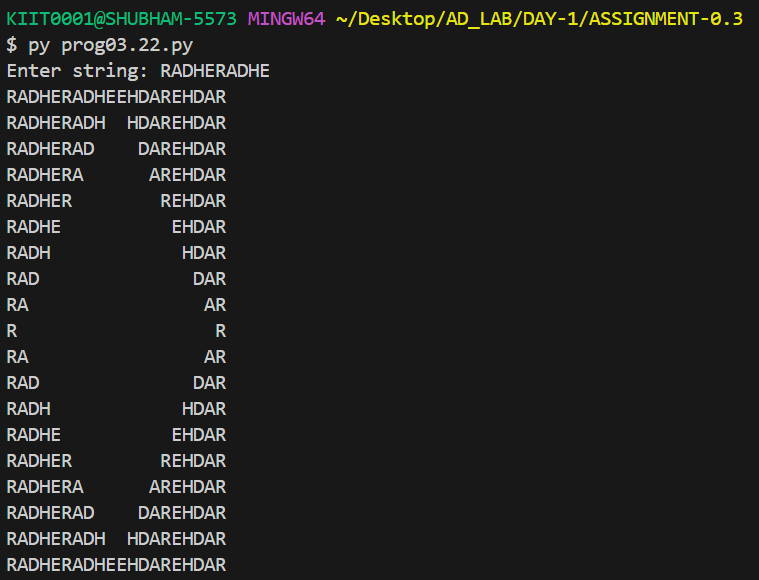 KIIT0001@SHUBHAM-5573 MINGW64 ~/Desktop/AD_LAB/DAY-1/ASSIGNMENT-0.3
$ py prog03.22.py
Enter string: RADHERADHE
RADHERADHEEHDAREHDAR
RADHERADH  HDAREHDAR
RADHERAD    DAREHDAR
RADHERA      AREHDAR
RADHER        REHDAR
RADHE          EHDAR
RADH            HDAR
RAD              DAR
RA                AR
R                  R
RA                AR
RAD              DAR
RADH            HDAR
RADHE          EHDAR
RADHER        REHDAR
RADHERA      AREHDAR
RADHERAD    DAREHDAR
RADHERADH  HDAREHDAR
RADHERADHEEHDAREHDAR